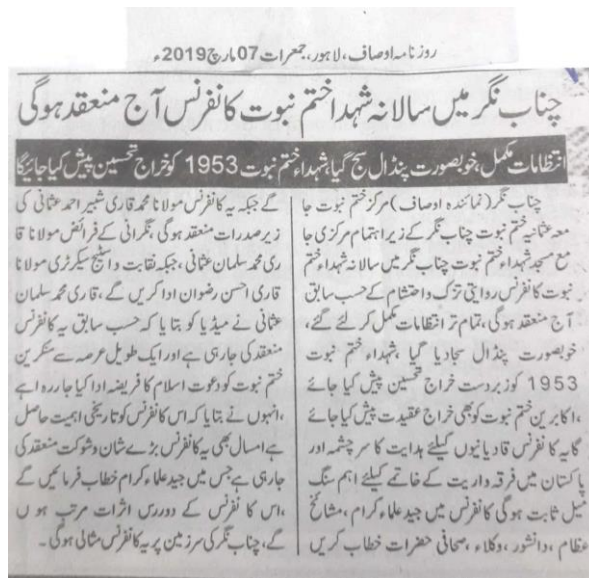 روزنامہ اوصاف، لاہور، جمعرات 07 مارچ 2019ء
چناب نگر میں سالانہ شہدا ختم نبوت کانفرنس آج منعقد ہوگی
انتظامات مکمل، خوبصورت پنڈال سج گیا، شہداء ختم نبوت 1953 کو خراج تحسین پیش کیا جائیگا
چناب نگر (نمائندہ اوصاف) مرکز ختم نبوت جا
معہ عثمانیہ ختم نبوت چناب نگر کے زیر اہتمام مرکزی جا
مع مسجد شہداء ختم نبوت چناب نگر میں سالانہ شہداء ختم
نبوت کانفرنس روایتی تزک و احتشام کے حسب سابق
آج منعقد ہوگی، تمام تر انتظامات مکمل کر لئے گئے،
خوبصورت پنڈال سجا دیا گیا، شہداء ختم نبوت
1953 کو زبردست خراج تحسین پیش کیا جائے
،اکابرین ختم نبوت کو بھی خراج عقیدت پیش کیا جائے
گا یہ کانفرنس قادیانیوں کیلئے ہدایت کا سرچشمہ اور
پاکستان میں فرقہ واریت کے خاتمے کیلئے اہم سنگ
میل ثابت ہوگی کانفرنس میں جید علماء کرام، مشائخ
عظام، دانشور، وکلاء، صحافی حضرات خطاب کریں
گے جبکہ یہ کانفرنس مولانا محمد قاری شبیر احمد عثمانی کی
زیر صدارت منعقد ہوگی، نگرانی کے فرائض مولانا قا
ری محمد سلمان عثمانی، جبکہ نقابت و اسٹیج سیکرٹری مولانا
قاری احسن رضوان ادا کریں گے، قاری محمد سلمان
عثمانی نے میڈیا کو بتایا کہ حسب سابق یہ کانفرنس
منعقد کی جارہی ہے اور ایک طویل عرصہ سے منکرین
ختم نبوت کو دعوت اسلام کا فریضہ ادا کیا جارہ اہے
،انہوں نے بتایا کہ اس کانفرنس کو تاریخی اہمیت حاصل
ہے امسال بھی یہ کانفرنس بڑے شان و شوکت منعقد کی
جارہی ہے جس میں جید علماء کرام خطاب فرمائیں گے
،اس کانفرنس کے دور رس اثرات مرتب ہوں
گے، چناب نگر کی سرزمین پر یہ کانفرنس مثالی ہوگی۔